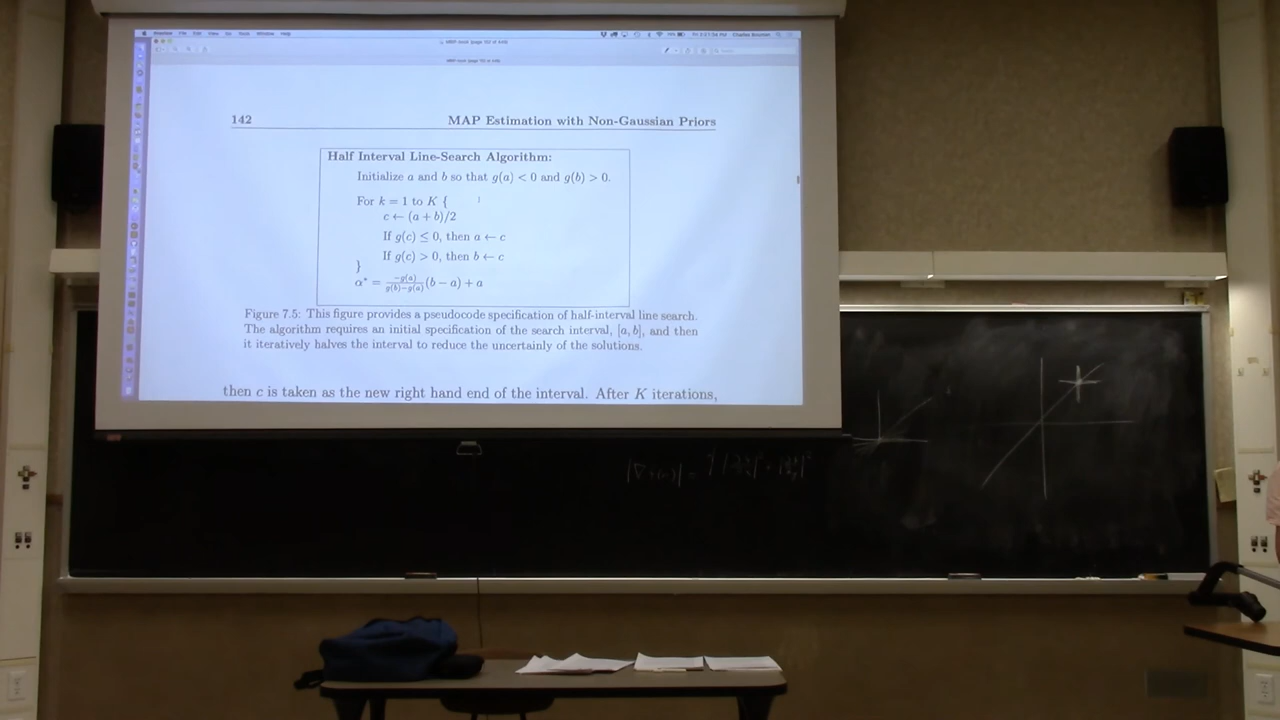 142 MAP Estimation with Non-Gaussian Priors
Half Interval Line-Search Algorithm:
Initialize a and b so that g(a) < 0 and g(b) > 0.
For k = 1 to K {
c ← (a + b)/2
If g(c) ≤ 0, then a ← c
If g(c) > 0, then b ← c
}
α* = -g(a)/(g(b)-g(a)) (b − a) + a
Figure 7.5: This figure provides a pseudocode specification of half-interval line search.
The algorithm requires an initial specification of the search interval, [a, b], and then
it iteratively halves the interval to reduce the uncertainly of the solutions.
then c is taken as the new right hand end of the interval. After K iterations,